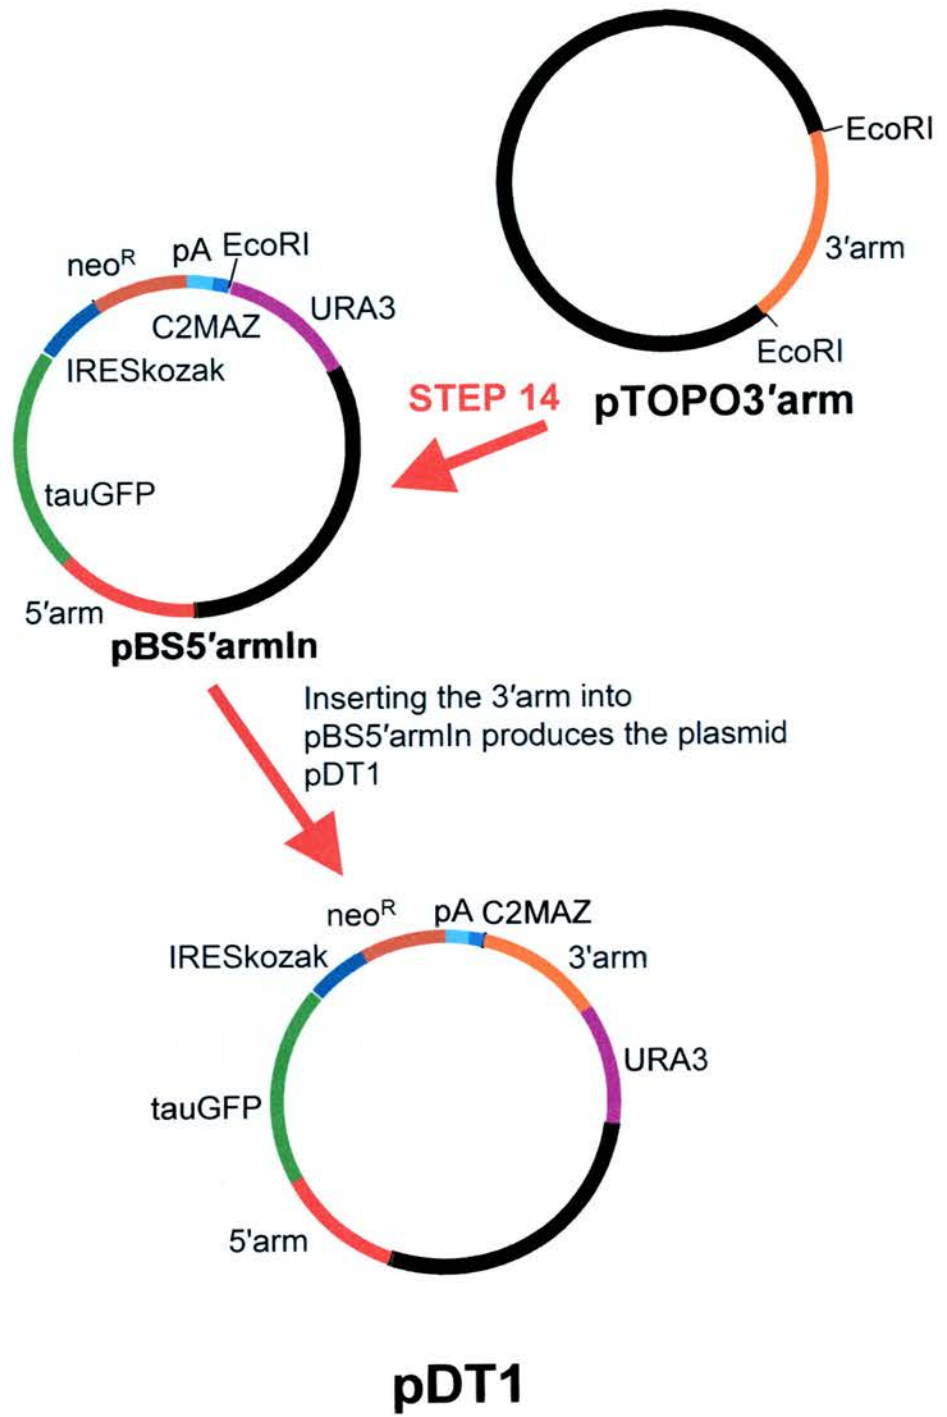 EcoRI
3'arm
EcoRI
pTOPO3'arm
neoR
pA
EcoRI
URA3
C2MAZ
IRESkozak
tauGFP
5'arm
pBS5'armIn
STEP 14
Inserting the 3'arm into
pBS5'armIn produces the plasmid
pDT1
neoR
pA
C2MAZ
IRESkozak
3'arm
URA3
tauGFP
5'arm
pDT1